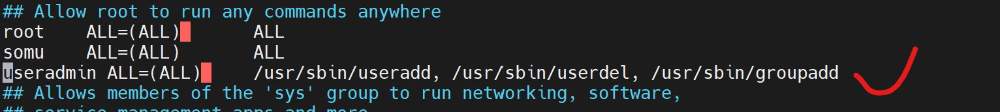 ## Allow root to run any commands anywhere
root    ALL=(ALL)       ALL
somu    ALL=(ALL)       ALL
useradmin ALL=(ALL)     /usr/sbin/useradd, /usr/sbin/userdel, /usr/sbin/groupadd
## Allows members of the 'sys' group to run networking, software,
## service management apps and more